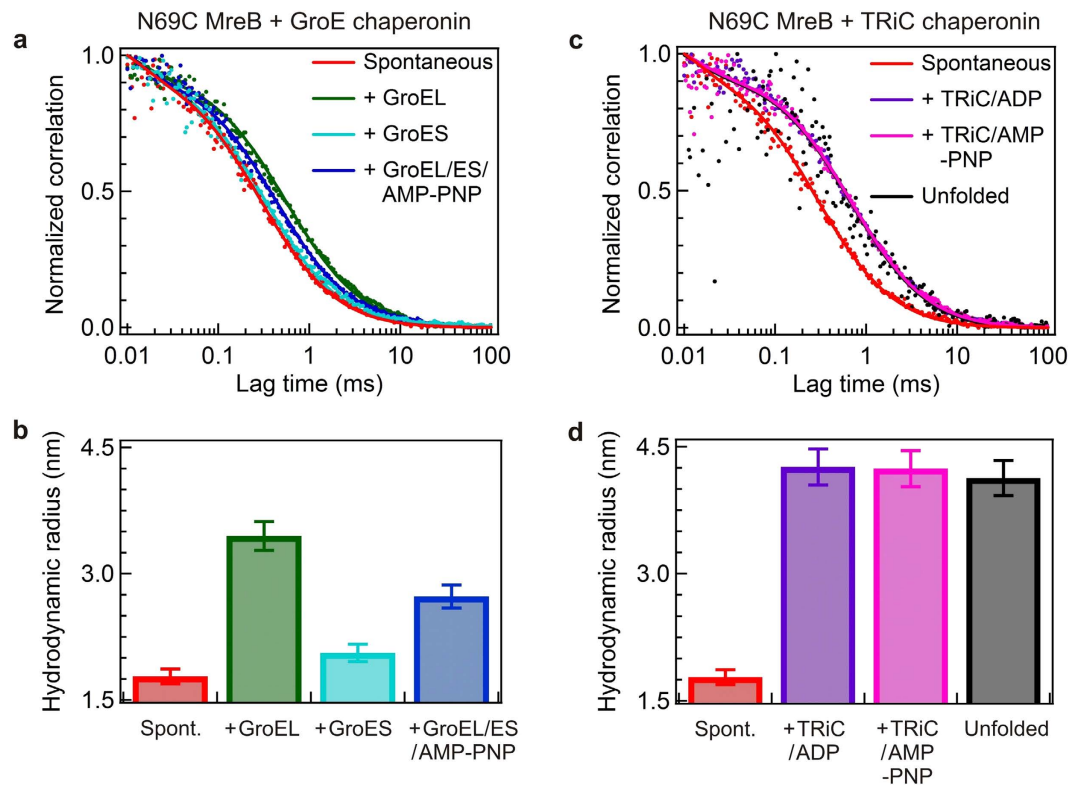 N69C MreB + GroE chaperonin
a
Normalized correlation
1.0
0.5
0.0
Spontaneous
+ GroEL
+ GroES
+ GroEL/ES/
AMP-PNP
0.01
0.1
1
10
100
Lag time (ms)
N69C MreB + TRiC chaperonin
c
Normalized correlation
1.0
0.5
0.0
Spontaneous
+ TRiC/ADP
+ TRiC/AMP
-PNP
Unfolded
0.01
0.1
1
10
100
Lag time (ms)
b
Hydrodynamic radius (nm)
4.5
3.0
1.5
Spont.
+GroEL
+GroES
+GroEL/ES
/AMP-PNP
d
Hydrodynamic radius (nm)
4.5
3.0
1.5
Spont.
+TRiC
/ADP
+TRiC
/AMP
-PNP
Unfolded